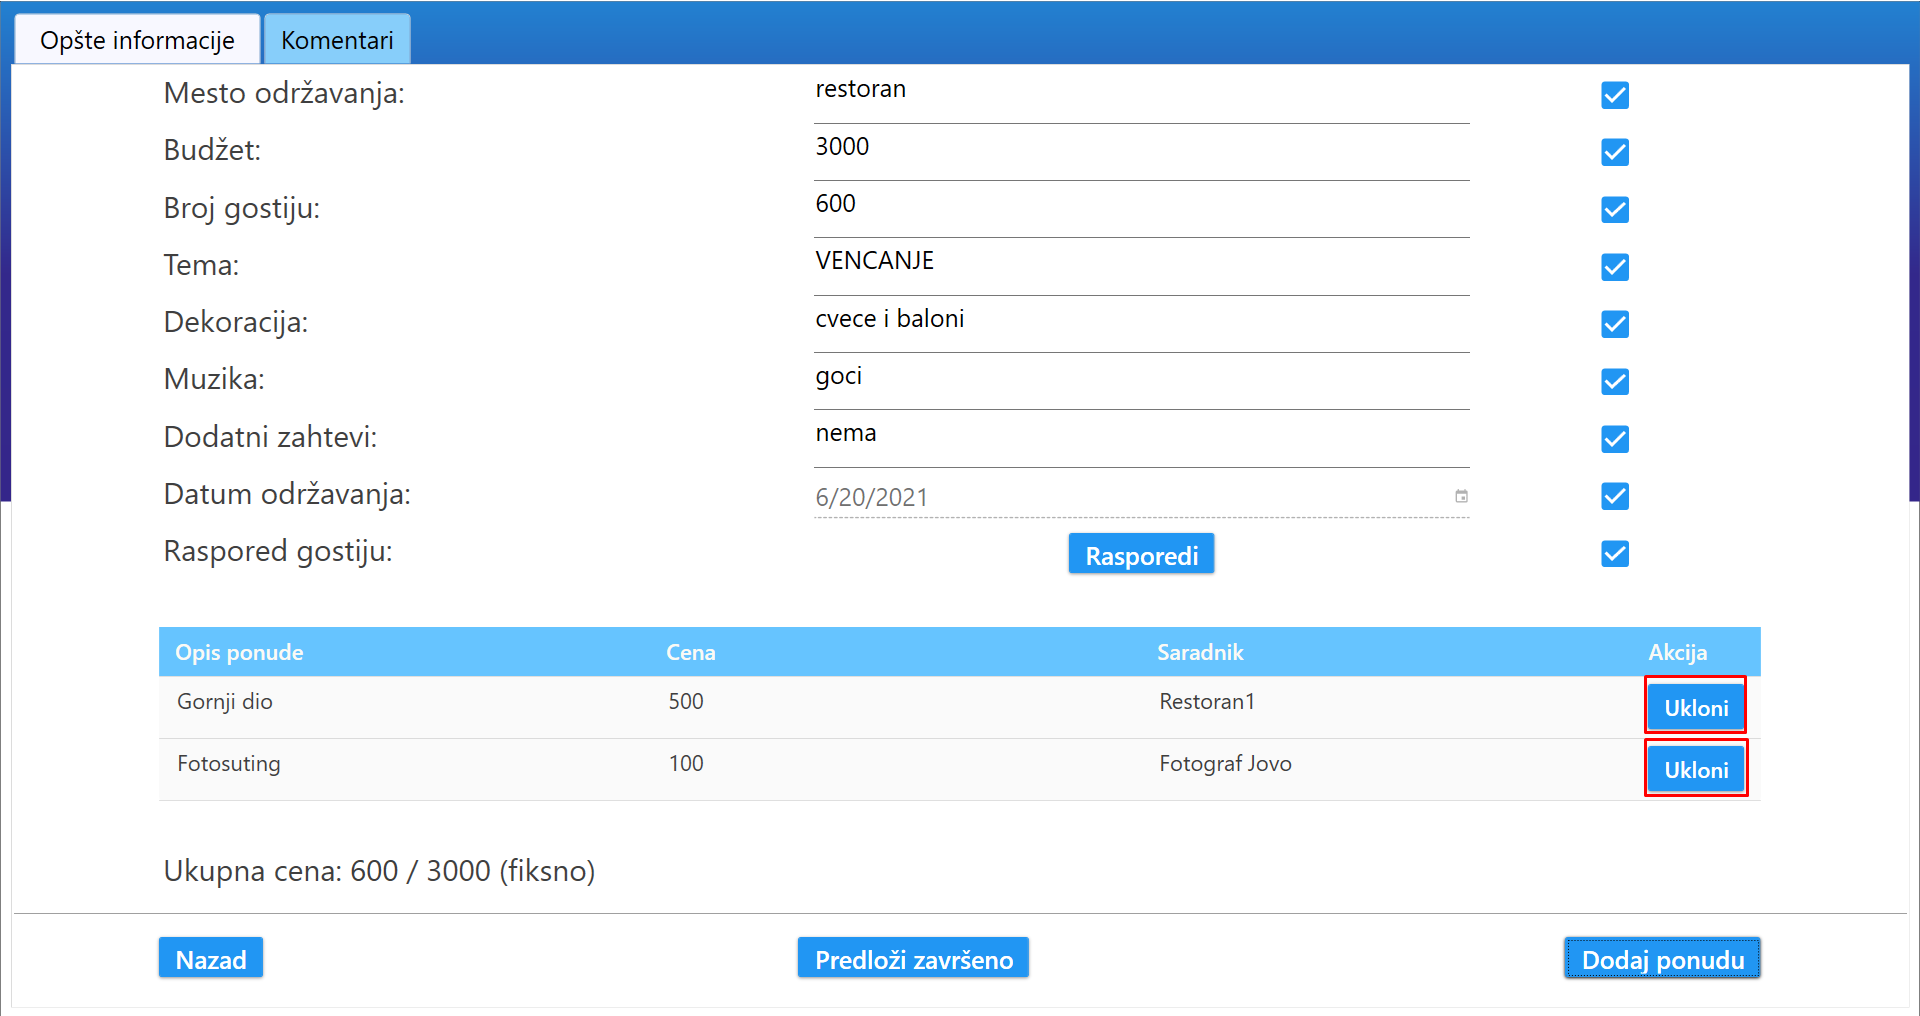 Opšte informacije Komentari
Mesto održavanja: restoran
Budžet: 3000
Broj gostiju: 600
Tema: VENCANJE
Dekoracija: cvece i baloni
Muzika: goci
Dodatni zahtevi: nema
Datum održavanja: 6/20/2021
Raspored gostiju: Rasporedi
Opis ponude Cena Saradnik Akcija
Gornji dio 500 Restoran1 Ukloni
Fotosuting 100 Fotograf Jovo Ukloni
Ukupna cena: 600 / 3000 (fiksno)
Nazad Predloži završeno Dodaj ponudu